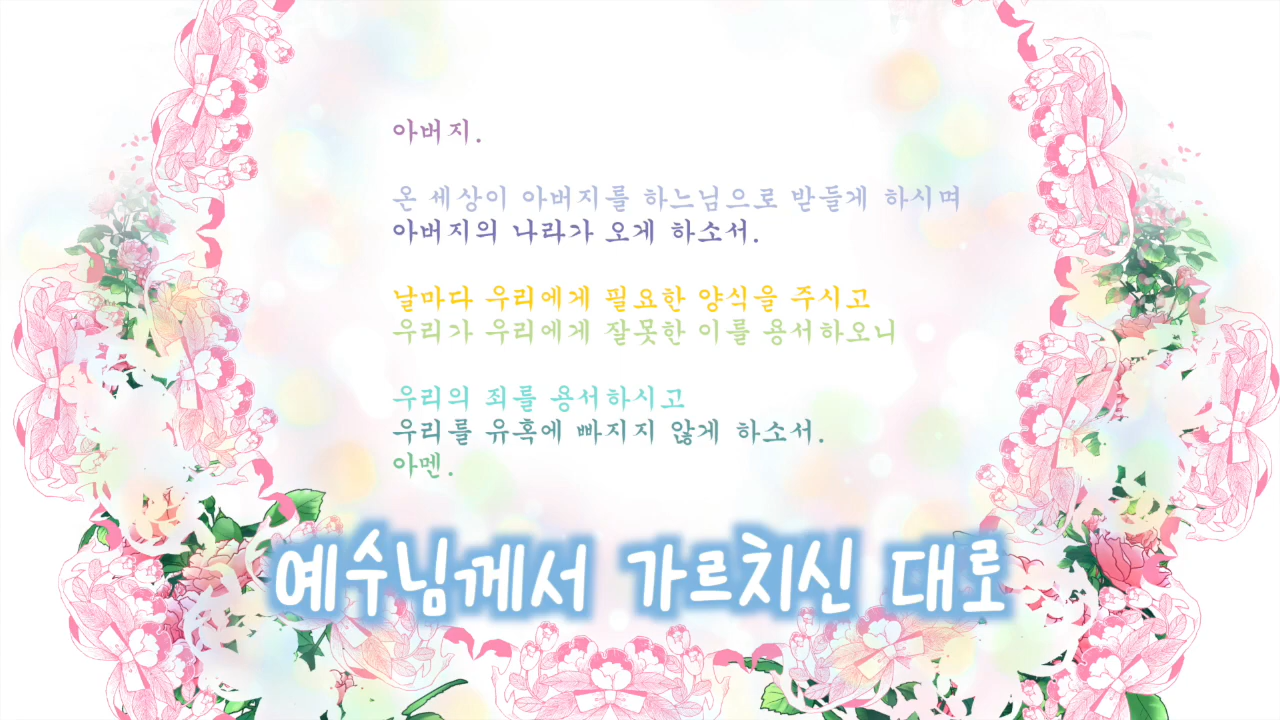 아버지.
온 세상이 아버지를 하느님으로 받들게 하시며
아버지의 나라가 오게 하소서.
날마다 우리에게 필요한 양식을 주시고
우리가 우리에게 잘못한 이를 용서하오니
우리의 죄를 용서하시고
우리를 유혹에 빠지지 않게 하소서.
아멘.
예수님께서 가르치신 대로